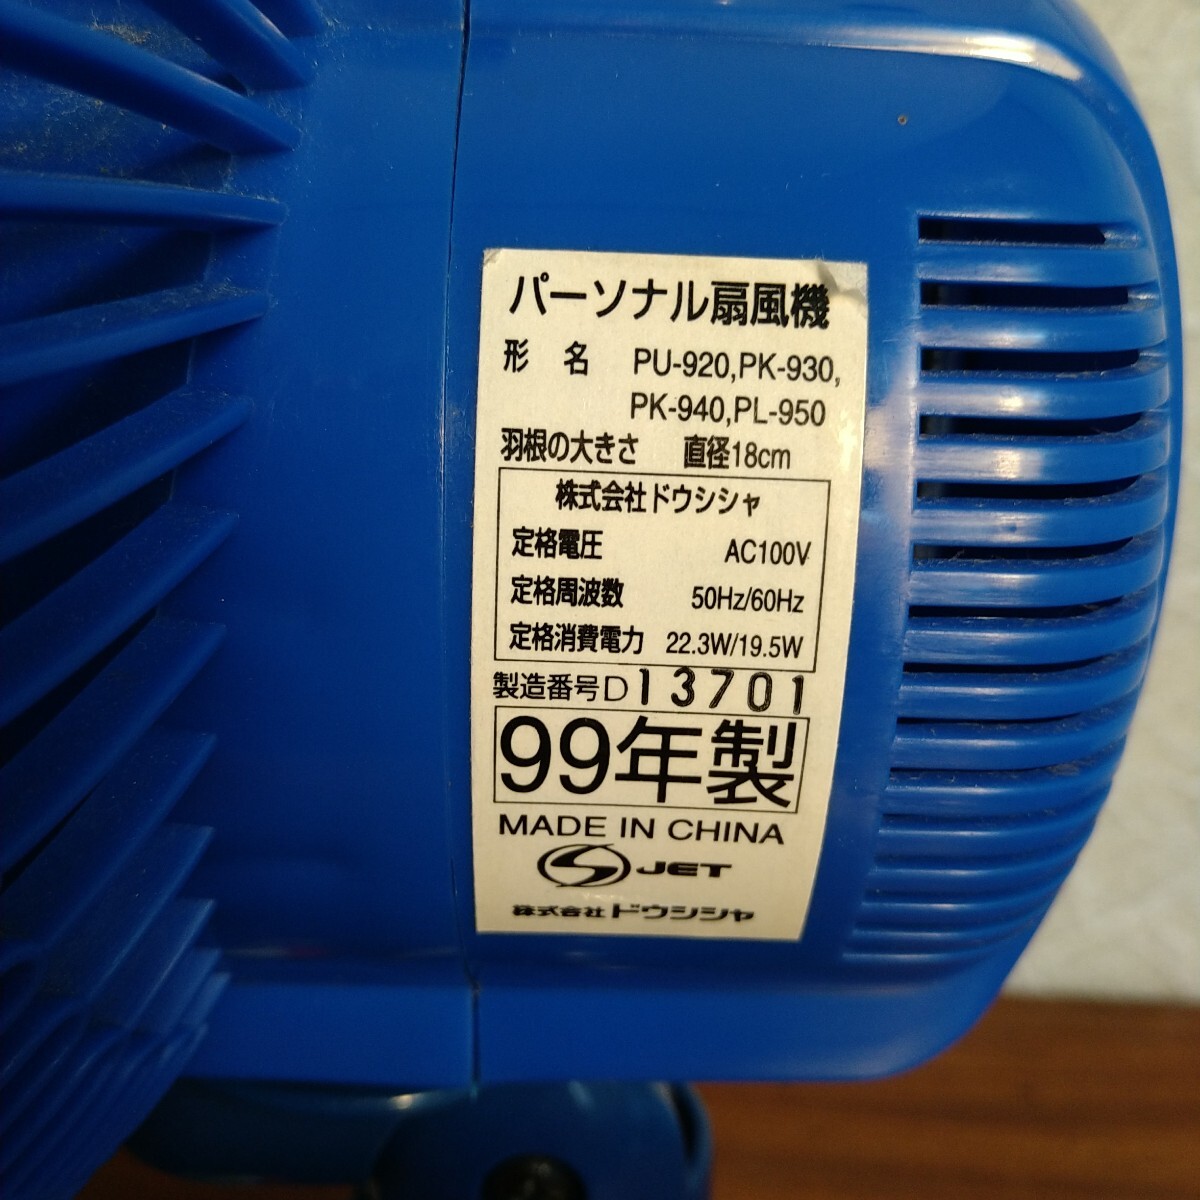 パーソナル扇風機
形 名 PU-920,PK-930,
PK-940,PL-950
羽根の大きさ 直径18cm
株式会社ドウシシャ
定格電圧 AC100V
定格周波数 50Hz/60Hz
定格消費電力 22.3W/19.5W
製造番号D13701
99年製
MADE IN CHINA
JET
株式会社ドウシシャ